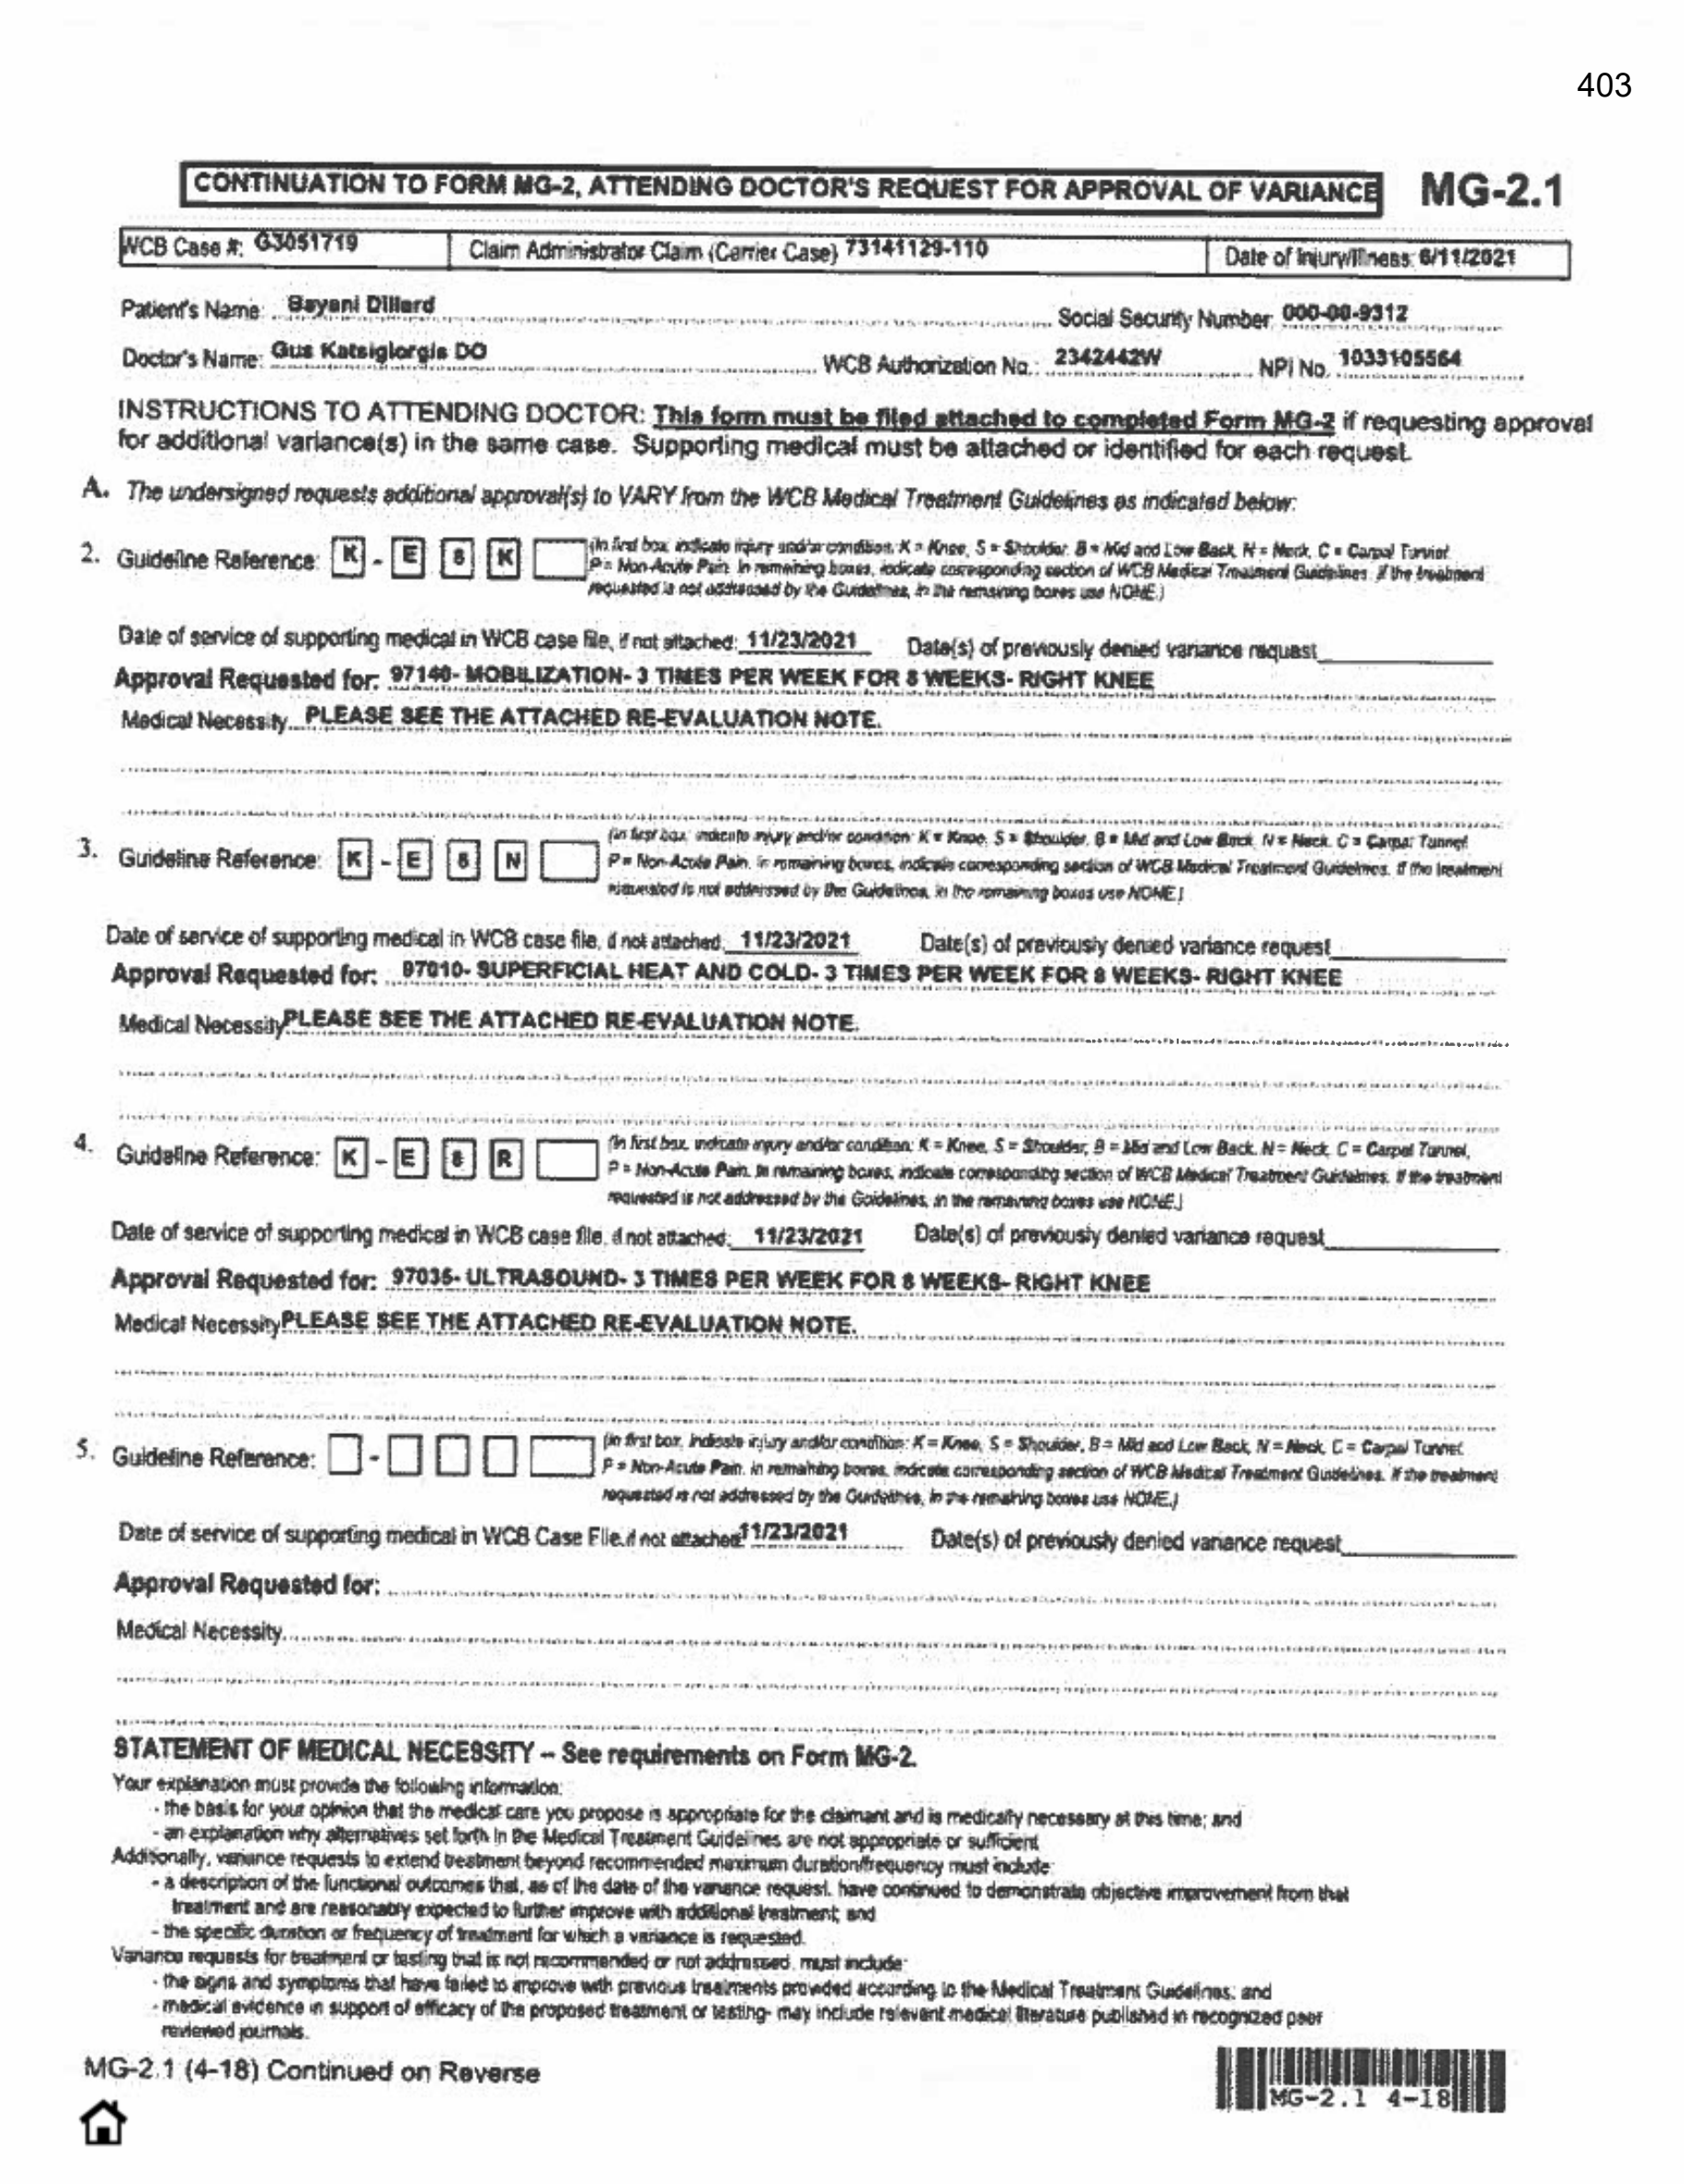 403
CONTINUATION TO FORM MG-2, ATTENDING DOCTOR'S REQUEST FOR APPROVAL OF VARIANCE MG-2.1
WCB Case #: G3051719 Claim Administrator Claim (Carrier Case) 73141129-110 Date of Injury/Illness: 6/11/2021
Patient's Name: Bayani Dillard Social Security Number 000-00-9312
Doctor's Name: Gus Katsigiorgis DO WCB Authorization No.: 2342442W NPI No. 1033105564
INSTRUCTIONS TO ATTENDING DOCTOR: This form must be filed attached to completed Form MG-2 if requesting approval
for additional variance(s) in the same case. Supporting medical must be attached or identified for each request.
A. The undersigned requests additional approval(s) to VARY from the WCB Medical Treatment Guidelines as indicated below:
2. Guideline Reference: K - E 8 K (In first box, indicate injury and/or condition: K = Knee, S = Shoulder, B = Mid and Low Back, N = Neck, C = Carpal Tunnel,
P = Non-Acute Pain. In remaining boxes, indicate corresponding section of WCB Medical Treatment Guidelines. If the treatment
requested is not addressed by the Guidelines, in the remaining boxes use NONE.)
Date of service of supporting medical in WCB case file, if not attached: 11/23/2021 Date(s) of previously denied variance request
Approval Requested for: 97140- MOBILIZATION- 3 TIMES PER WEEK FOR 8 WEEKS- RIGHT KNEE
Medical Necessity PLEASE SEE THE ATTACHED RE-EVALUATION NOTE.
3. Guideline Reference: K - E 8 N (In first box, indicate injury and/or condition: K = Knee, S = Shoulder, B = Mid and Low Back, N = Neck, C = Carpal Tunnel,
P = Non-Acute Pain. In remaining boxes, indicate corresponding section of WCB Medical Treatment Guidelines. If the treatment
requested is not addressed by the Guidelines, in the remaining boxes use NONE.)
Date of service of supporting medical in WCB case file, if not attached: 11/23/2021 Date(s) of previously denied variance request
Approval Requested for: 97010- SUPERFICIAL HEAT AND COLD- 3 TIMES PER WEEK FOR 8 WEEKS- RIGHT KNEE
Medical Necessity PLEASE SEE THE ATTACHED RE-EVALUATION NOTE.
4. Guideline Reference: K - E 8 R (In first box, indicate injury and/or condition: K = Knee, S = Shoulder, B = Mid and Low Back, N = Neck, C = Carpal Tunnel,
P = Non-Acute Pain. In remaining boxes, indicate corresponding section of WCB Medical Treatment Guidelines. If the treatment
requested is not addressed by the Guidelines, in the remaining boxes use NONE.)
Date of service of supporting medical in WCB case file, if not attached: 11/23/2021 Date(s) of previously denied variance request
Approval Requested for: 97035- ULTRASOUND- 3 TIMES PER WEEK FOR 8 WEEKS- RIGHT KNEE
Medical Necessity PLEASE SEE THE ATTACHED RE-EVALUATION NOTE.
5. Guideline Reference: - (In first box, indicate injury and/or condition: K = Knee, S = Shoulder, B = Mid and Low Back, N = Neck, C = Carpal Tunnel,
P = Non-Acute Pain. In remaining boxes, indicate corresponding section of WCB Medical Treatment Guidelines. If the treatment
requested is not addressed by the Guidelines, in the remaining boxes use NONE.)
Date of service of supporting medical in WCB Case File, if not attached: 11/23/2021 Date(s) of previously denied variance request
Approval Requested for:
Medical Necessity
STATEMENT OF MEDICAL NECESSITY – See requirements on Form MG-2.
Your explanation must provide the following information:
- the basis for your opinion that the medical care you propose is appropriate for the claimant and is medically necessary at this time; and
- an explanation why alternatives set forth in the Medical Treatment Guidelines are not appropriate or sufficient
Additionally, variance requests to extend treatment beyond recommended maximum duration/frequency must include:
- a description of the functional outcomes that, as of the date of the variance request, have continued to demonstrate objective improvement from that
treatment and are reasonably expected to further improve with additional treatment; and
- the specific duration or frequency of treatment for which a variance is requested.
Variance requests for treatment or testing that is not recommended or not addressed, must include:
- the signs and symptoms that have failed to improve with previous treatments provided according to the Medical Treatment Guidelines; and
- medical evidence in support of efficacy of the proposed treatment or testing- may include relevant medical literature published in recognized peer
reviewed journals.
MG-2.1 (4-18) Continued on Reverse
MG-2.1 4-18